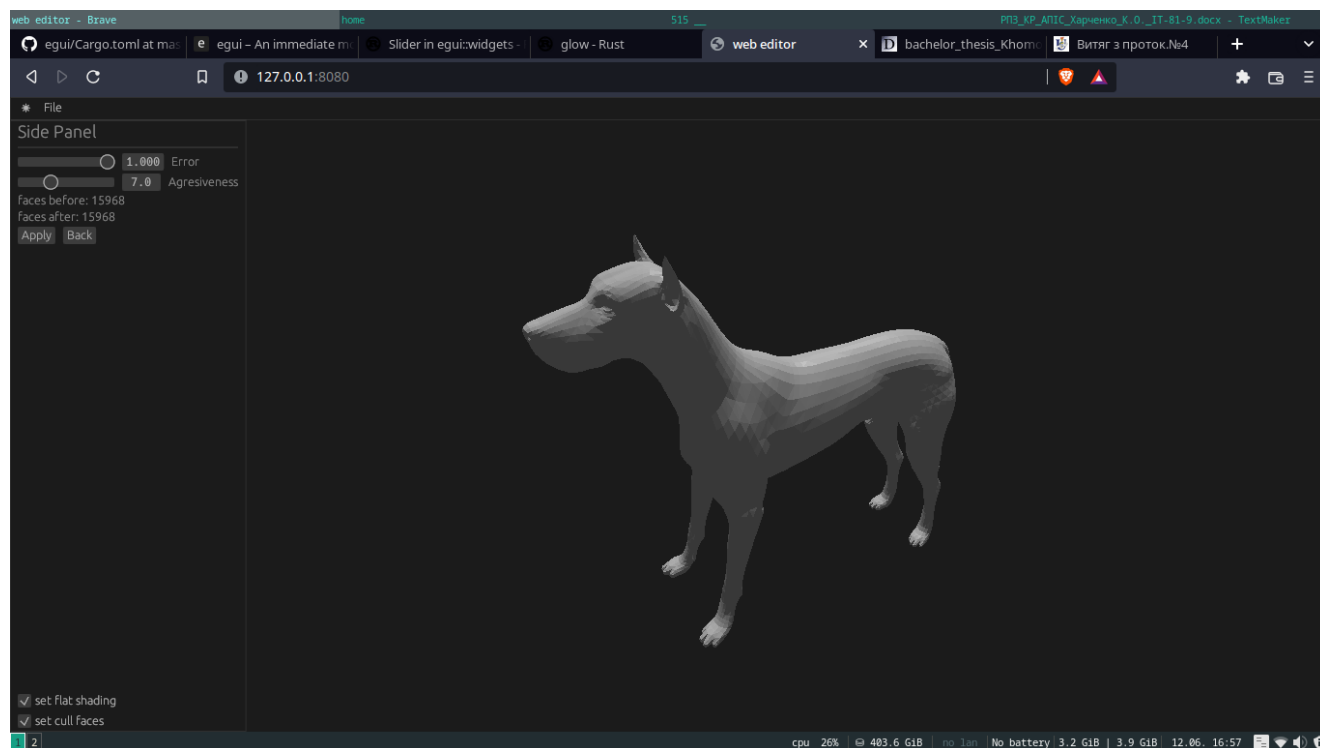 web editor - Brave
home
515 __
РПЗ_КР_АПІС_Харченко_К.О._ІТ-81-9.docx - TextMaker
egui/Cargo.toml at mas
egui – An immediate mo
Slider in egui::widgets -
glow - Rust
web editor
bachelor_thesis_Khomo
Витяг з проток.№4
127.0.0.1:8080
File
Side Panel
1.000 Error
7.0 Agresiveness
faces before: 15968
faces after: 15968
Apply Back
set flat shading
set cull faces
1 2
cpu 26% 403.6 GiB no lan No battery 3.2 GiB | 3.9 GiB 12.06. 16:57